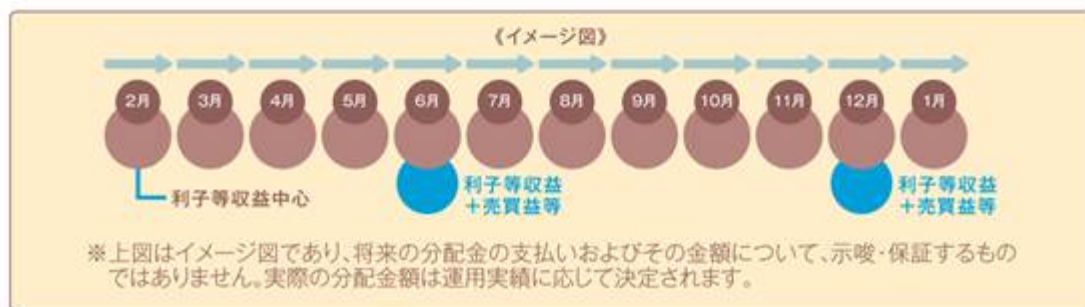 《イメージ図》
2月 3月 4月 5月 6月 7月 8月 9月 10月 11月 12月 1月
利子等収益中心
利子等収益
+売買益等
利子等収益
+売買益等
※上図はイメージ図であり、将来の分配金の支払いおよびその金額について、示唆・保証するもの
ではありません。実際の分配金額は運用実績に応じて決定されます。